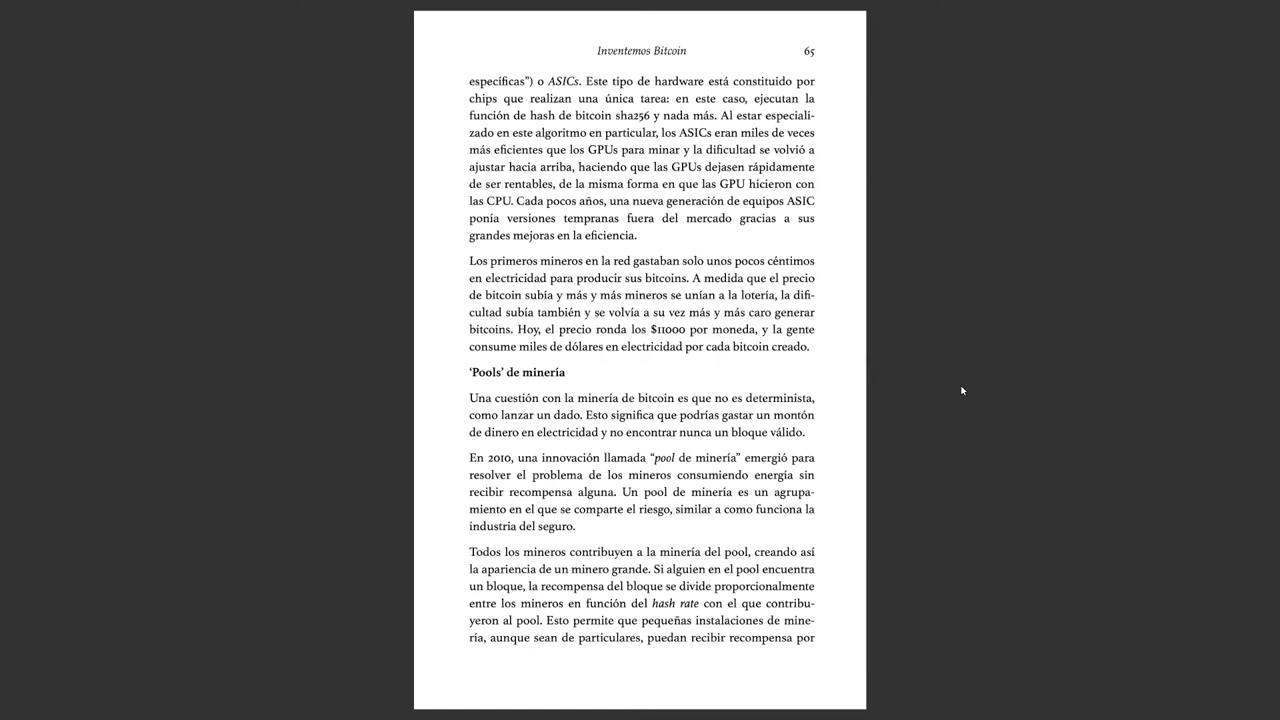 Inventemos Bitcoin 65
específicas”) o ASICs. Este tipo de hardware está constituido por
chips que realizan una única tarea: en este caso, ejecutan la
función de hash de bitcoin sha256 y nada más. Al estar especiali-
zado en este algoritmo en particular, los ASICs eran miles de veces
más eficientes que los GPUs para minar y la dificultad se volvió a
ajustar hacia arriba, haciendo que las GPUs dejasen rápidamente
de ser rentables, de la misma forma en que las GPU hicieron con
las CPU. Cada pocos años, una nueva generación de equipos ASIC
ponía versiones tempranas fuera del mercado gracias a sus
grandes mejoras en la eficiencia.
Los primeros mineros en la red gastaban solo unos pocos céntimos
en electricidad para producir sus bitcoins. A medida que el precio
de bitcoin subía y más y más mineros se unían a la lotería, la difi-
cultad subía también y se volvía a su vez más y más caro generar
bitcoins. Hoy, el precio ronda los $11000 por moneda, y la gente
consume miles de dólares en electricidad por cada bitcoin creado.
‘Pools’ de minería
Una cuestión con la minería de bitcoin es que no es determinista,
como lanzar un dado. Esto significa que podrías gastar un montón
de dinero en electricidad y no encontrar nunca un bloque válido.
En 2010, una innovación llamada “pool de minería” emergió para
resolver el problema de los mineros consumiendo energía sin
recibir recompensa alguna. Un pool de minería es un agrupa-
miento en el que se comparte el riesgo, similar a como funciona la
industria del seguro.
Todos los mineros contribuyen a la minería del pool, creando así
la apariencia de un minero grande. Si alguien en el pool encuentra
un bloque, la recompensa del bloque se divide proporcionalmente
entre los mineros en función del hash rate con el que contribu-
yeron al pool. Esto permite que pequeñas instalaciones de mine-
ría, aunque sean de particulares, puedan recibir recompensa por